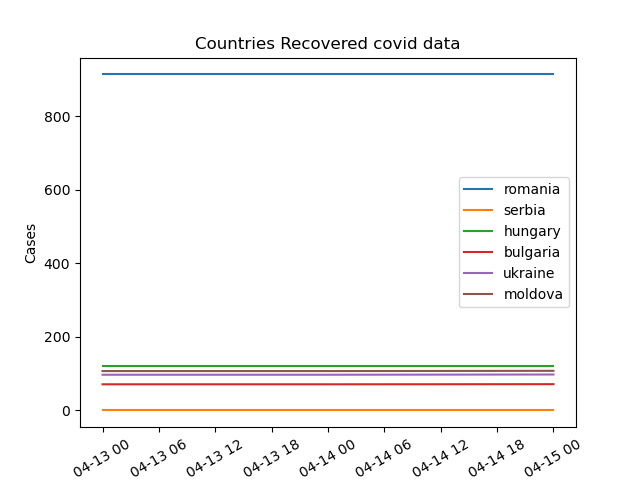 Countries Recovered covid data
Cases
800
600
400
200
0
romania
serbia
hungary
bulgaria
ukraine
moldova
04-13 00
04-13 06
04-13 12
04-13 18
04-14 00
04-14 06
04-14 12
04-14 18
04-15 00